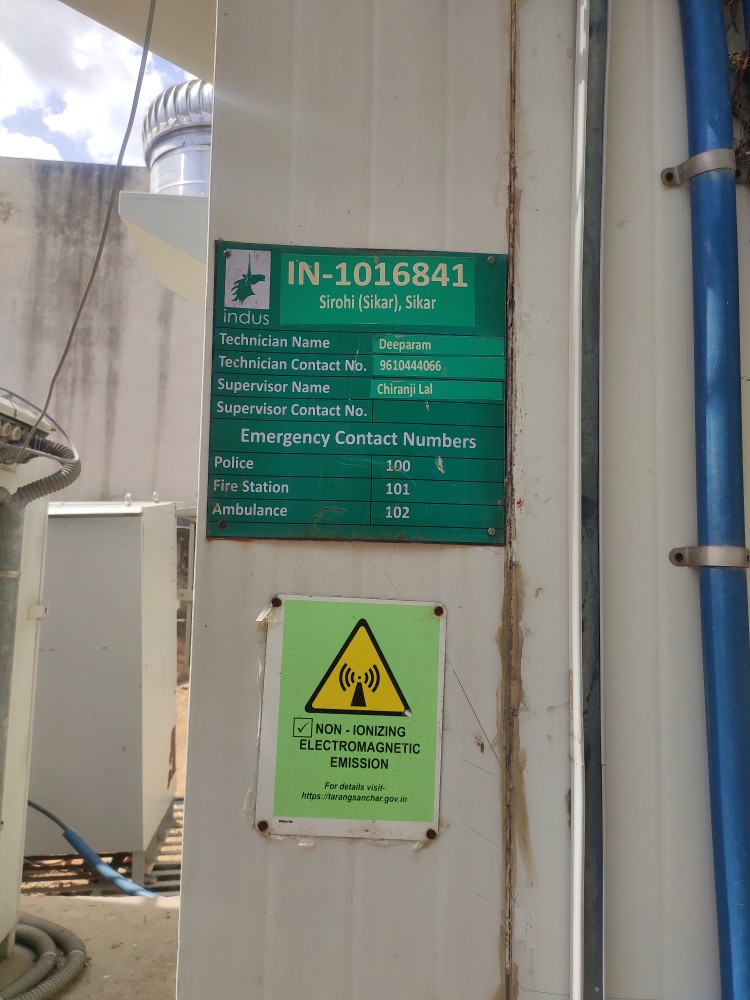 indus
IN-1016841
Sirohi (Sikar), Sikar
Technician Name Deeparam
Technician Contact No. 9610444066
Supervisor Name Chiranji Lal
Supervisor Contact No.
Emergency Contact Numbers
Police 100
Fire Station 101
Ambulance 102
NON - IONIZING
ELECTROMAGNETIC
EMISSION
For details visit-
https://tarangsanchar.gov.in